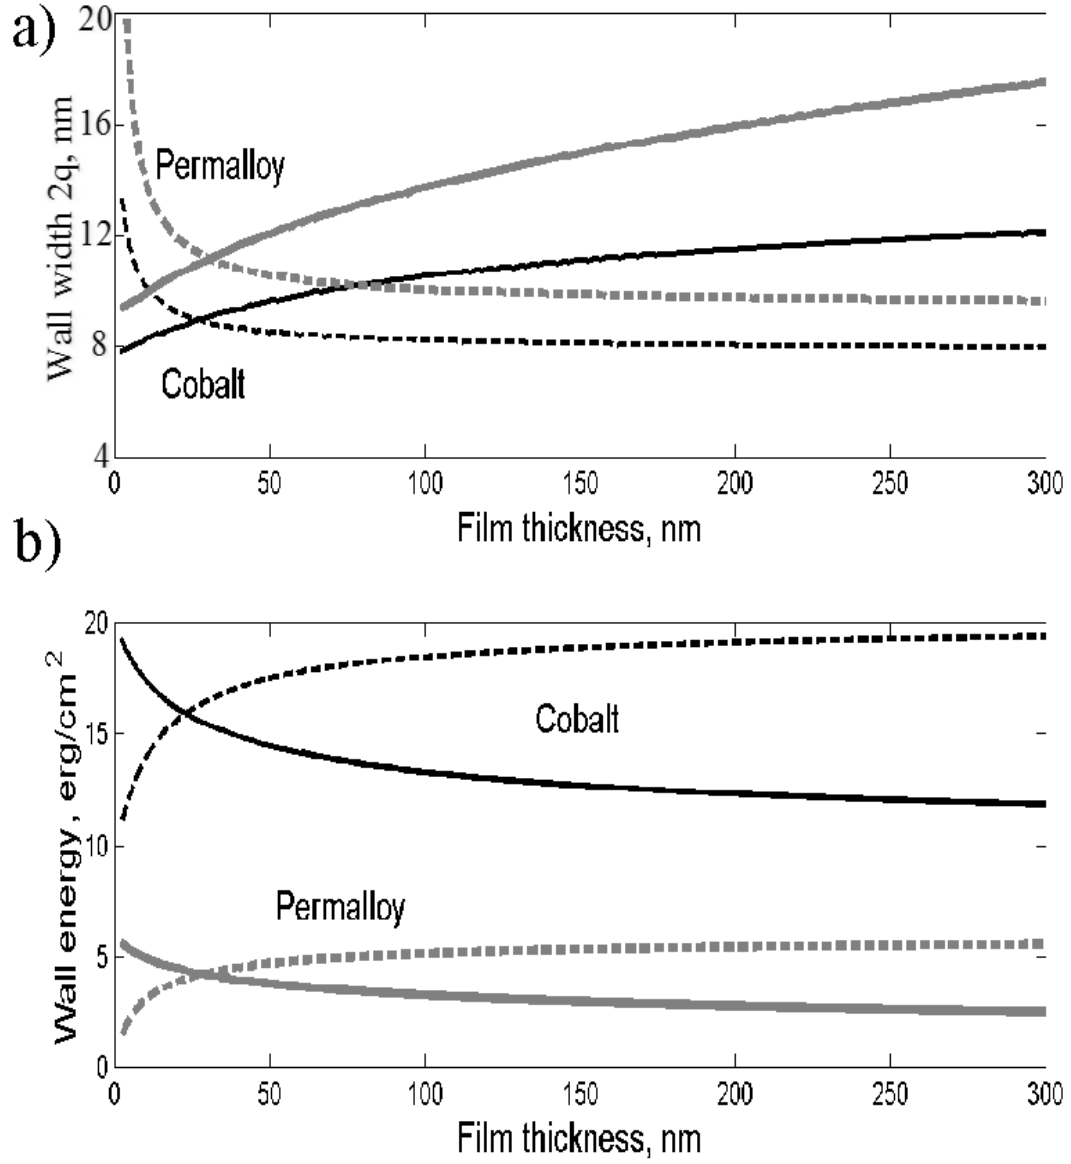 a)
Wall width 2q, nm
20
16
12
8
4
Permalloy
Cobalt
0 50 100 150 200 250 300
Film thickness, nm
b)
Wall energy, erg/cm²
20
15
10
5
0
Cobalt
Permalloy
0 50 100 150 200 250 300
Film thickness, nm